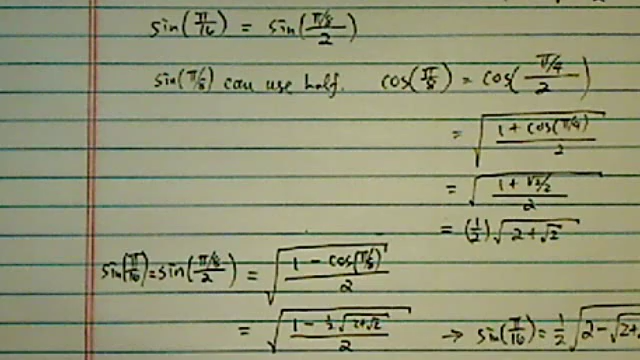 sin(π/16) = sin((π/8)/2)
sin(π/8) can use half. cos(π/8) = cos((π/4)/2)
= √((1 + cos(π/4))/2)
= √((1 + √2/2)/2)
= (1/2)√(2 + √2)
sin(π/16) = sin((π/8)/2) = √((1 - cos(π/8))/2)
= √((1 - ½√(2+√2))/2) → sin(π/16) = ½√(2 - √(2+